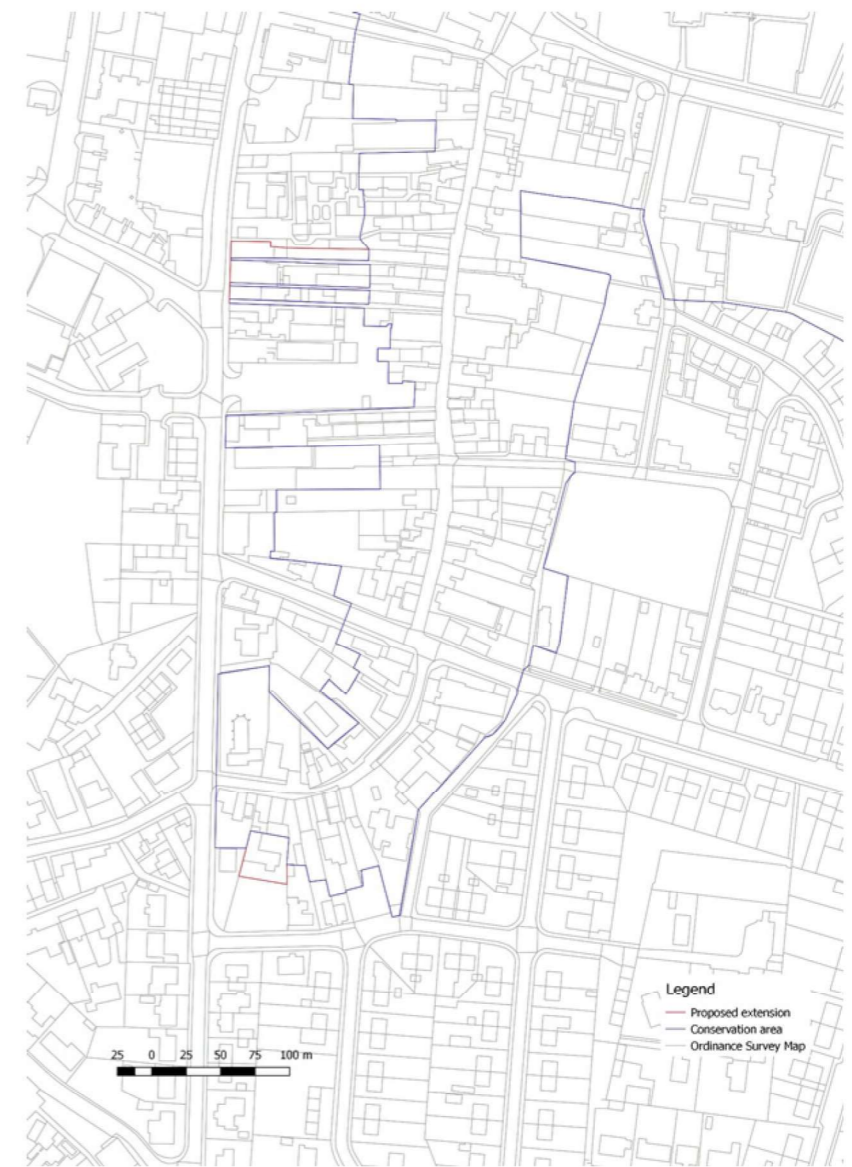 Legend
Proposed extension
Conservation area
Ordinance Survey Map
25 0 25 50 75 100 m